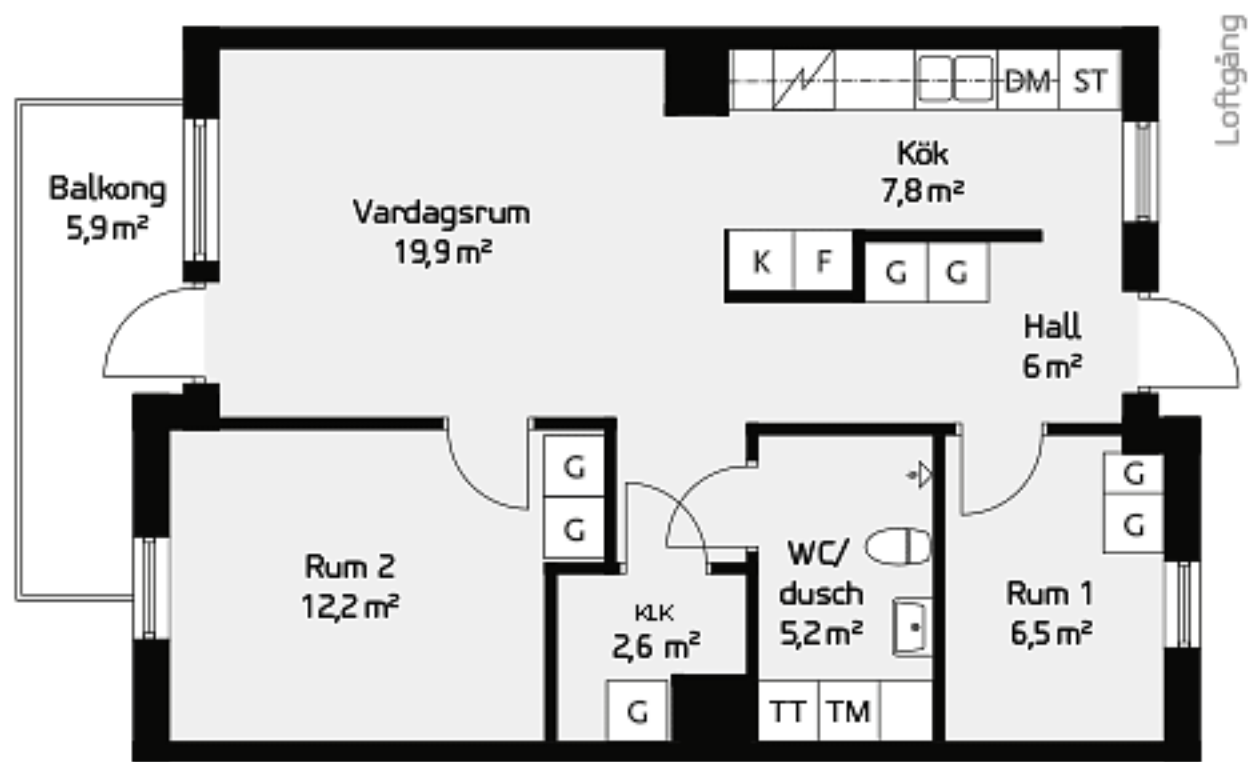 Loftgång
DM ST
Kök
7,8 m²
Balkong
5,9 m²
Vardagsrum
19,9 m²
K F
G G
Hall
6 m²
G
G
G
G
Rum 2
12,2 m²
KLK
2,6 m²
WC/
dusch
5,2 m²
Rum 1
6,5 m²
G
TT TM